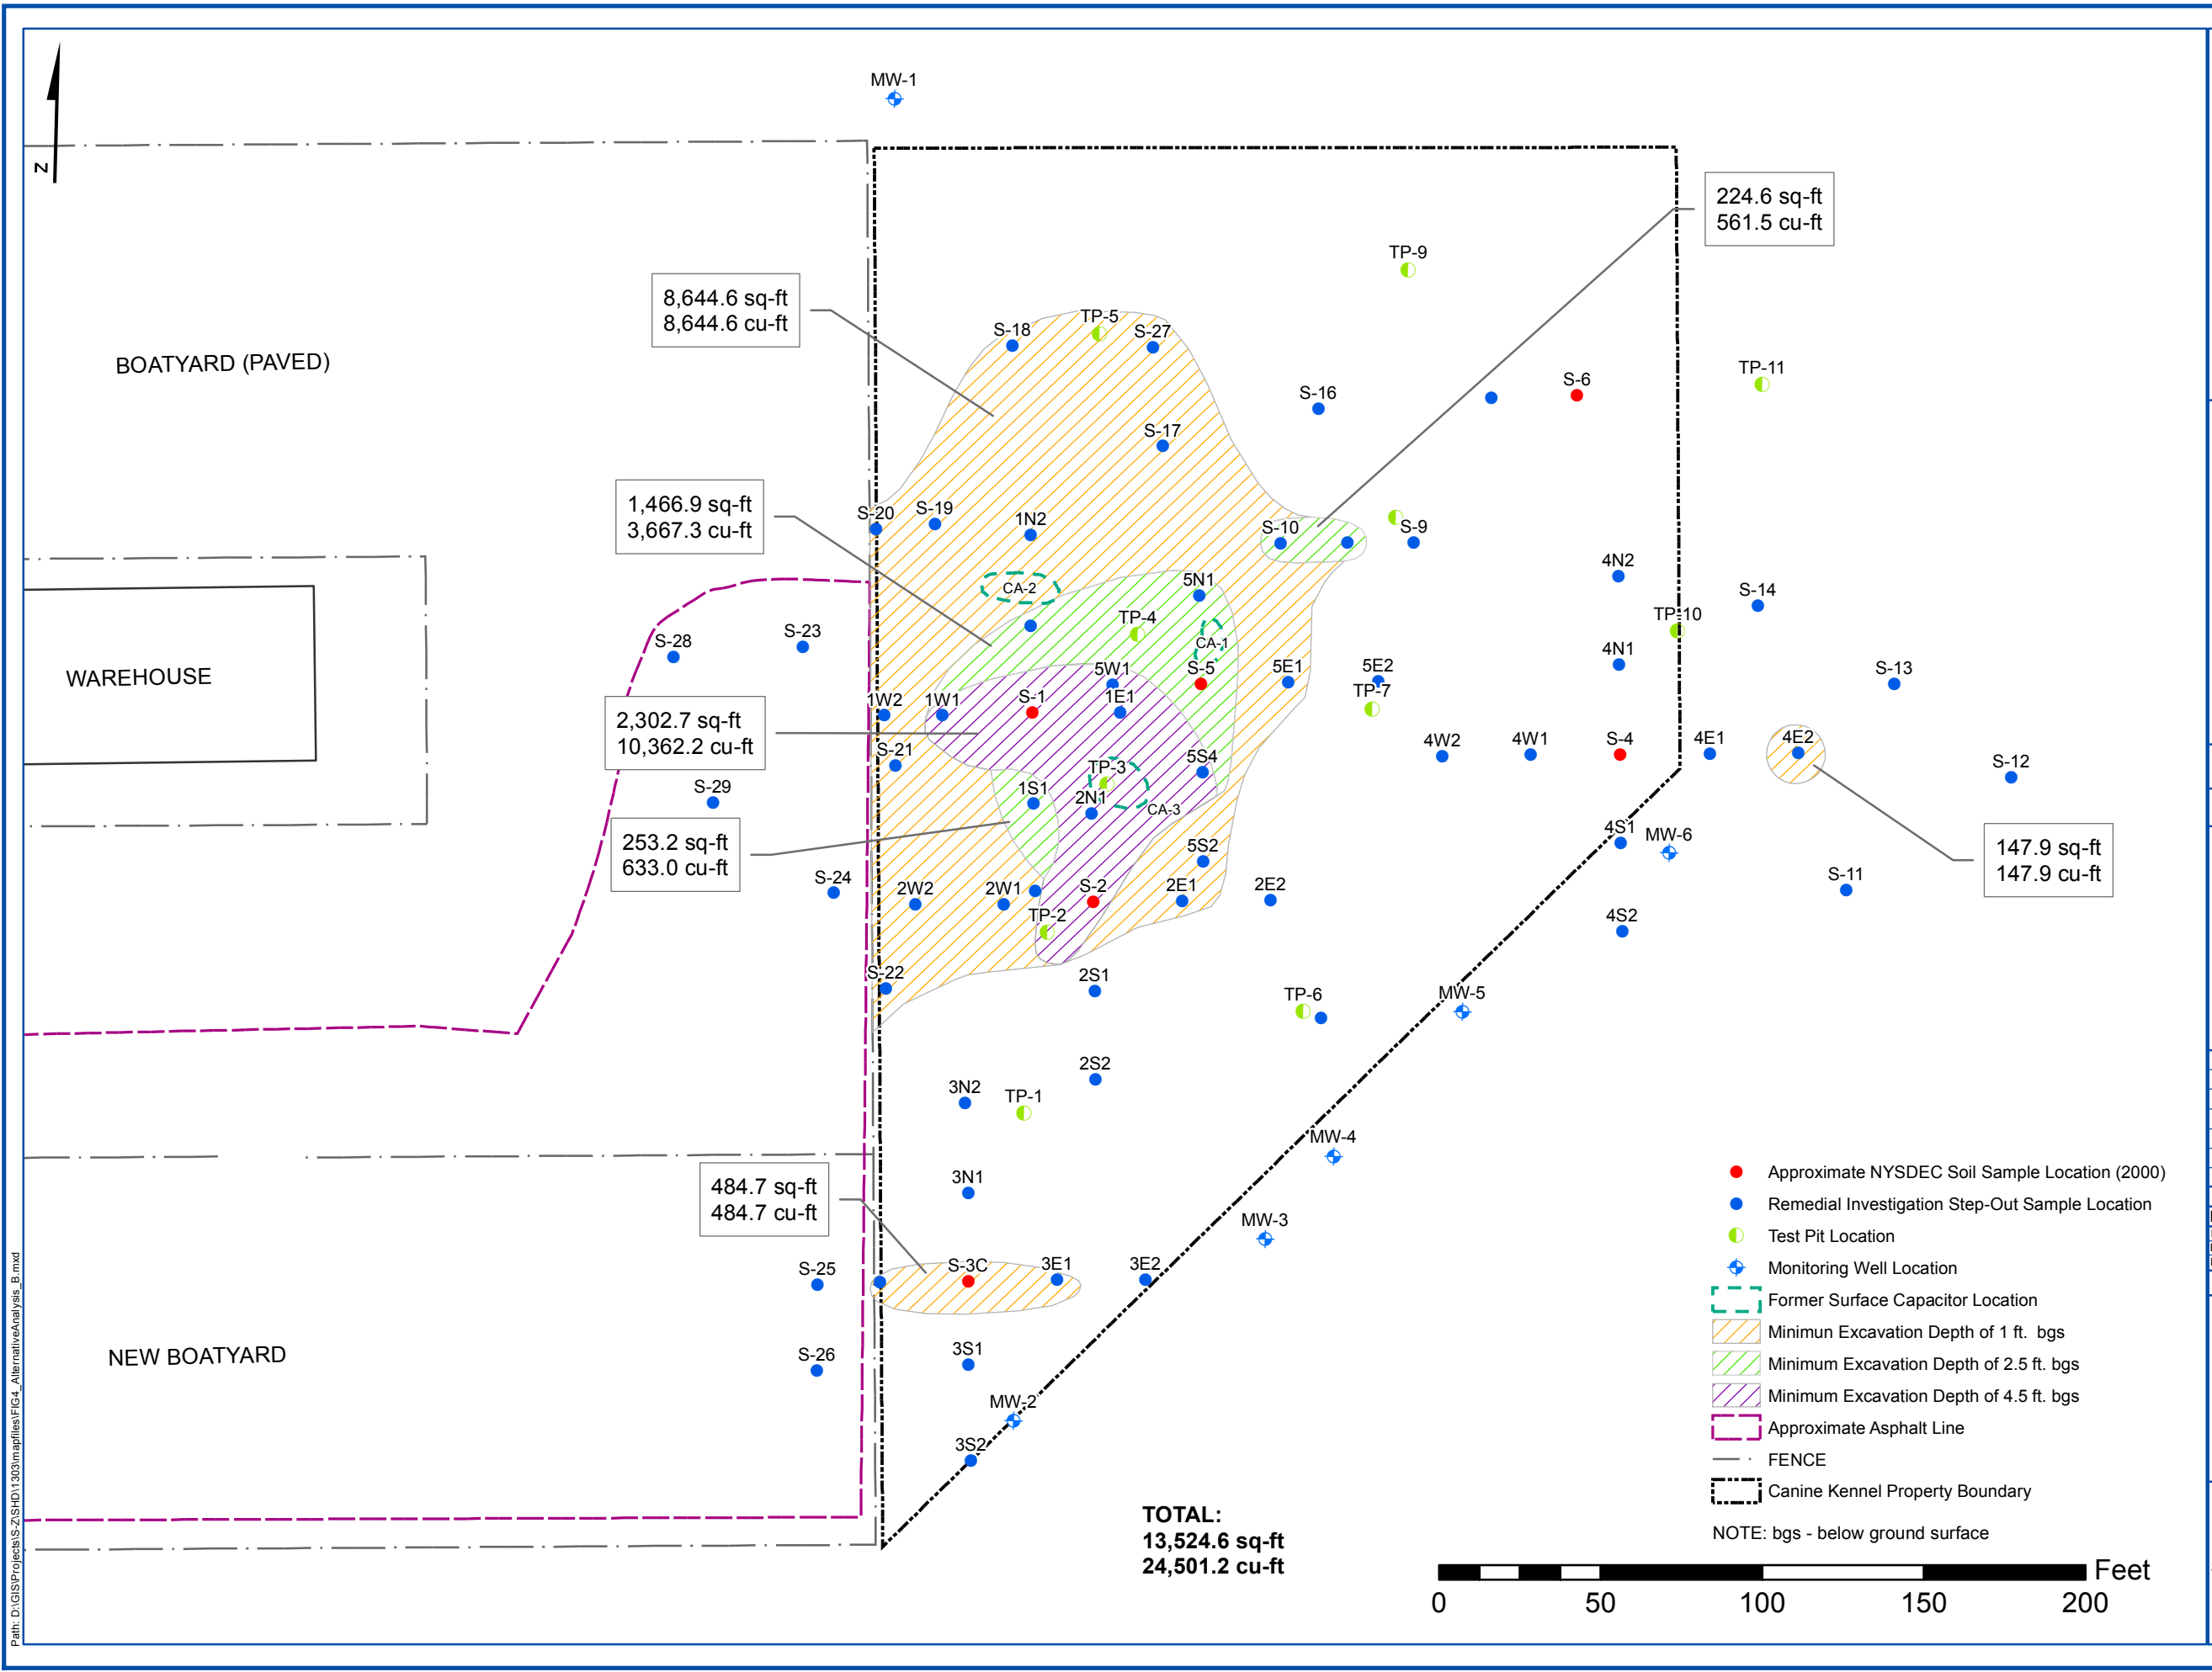 MW-1
N
224.6 sq-ft
561.5 cu-ft
TP-9
8,644.6 sq-ft
8,644.6 cu-ft
TP-5
S-18
S-27
BOATYARD (PAVED)
TP-11
S-6
S-16
S-17
1,466.9 sq-ft
3,667.3 cu-ft
S-20
S-19
1N2
S-10
S-9
4N2
CA-2
5N1
S-14
TP-4
TP-10
CA-1
S-28
S-23
4N1
WAREHOUSE
5W1
S-5
5E1
5E2
S-13
TP-7
1W2
1W1
S-1
1E1
2,302.7 sq-ft
10,362.2 cu-ft
4W2
4W1
S-4
4E1
4E2
S-21
5S4
S-12
TP-3
S-29
1S1
2N1
CA-3
253.2 sq-ft
633.0 cu-ft
4S1
MW-6
147.9 sq-ft
147.9 cu-ft
5S2
S-24
2W2
2W1
S-2
2E1
2E2
S-11
TP-2
4S2
S-22
2S1
TP-6
MW-5
2S2
3N2
TP-1
MW-4
484.7 sq-ft
484.7 cu-ft
3N1
MW-3
S-25
S-3C
3E1
3E2
NEW BOATYARD
S-26
3S1
MW-2
3S2
Approximate NYSDEC Soil Sample Location (2000)
Remedial Investigation Step-Out Sample Location
Test Pit Location
Monitoring Well Location
Former Surface Capacitor Location
Minimun Excavation Depth of 1 ft. bgs
Minimum Excavation Depth of 2.5 ft. bgs
Minimum Excavation Depth of 4.5 ft. bgs
Approximate Asphalt Line
FENCE
Canine Kennel Property Boundary
NOTE: bgs - below ground surface
TOTAL:
13,524.6 sq-ft
24,501.2 cu-ft
Feet
0 50 100 150 200
Path: D:\GIS\Projects\S-Z\SHD\1303\mapfiles\FIG4_AlternativeAnalysis_B.mxd